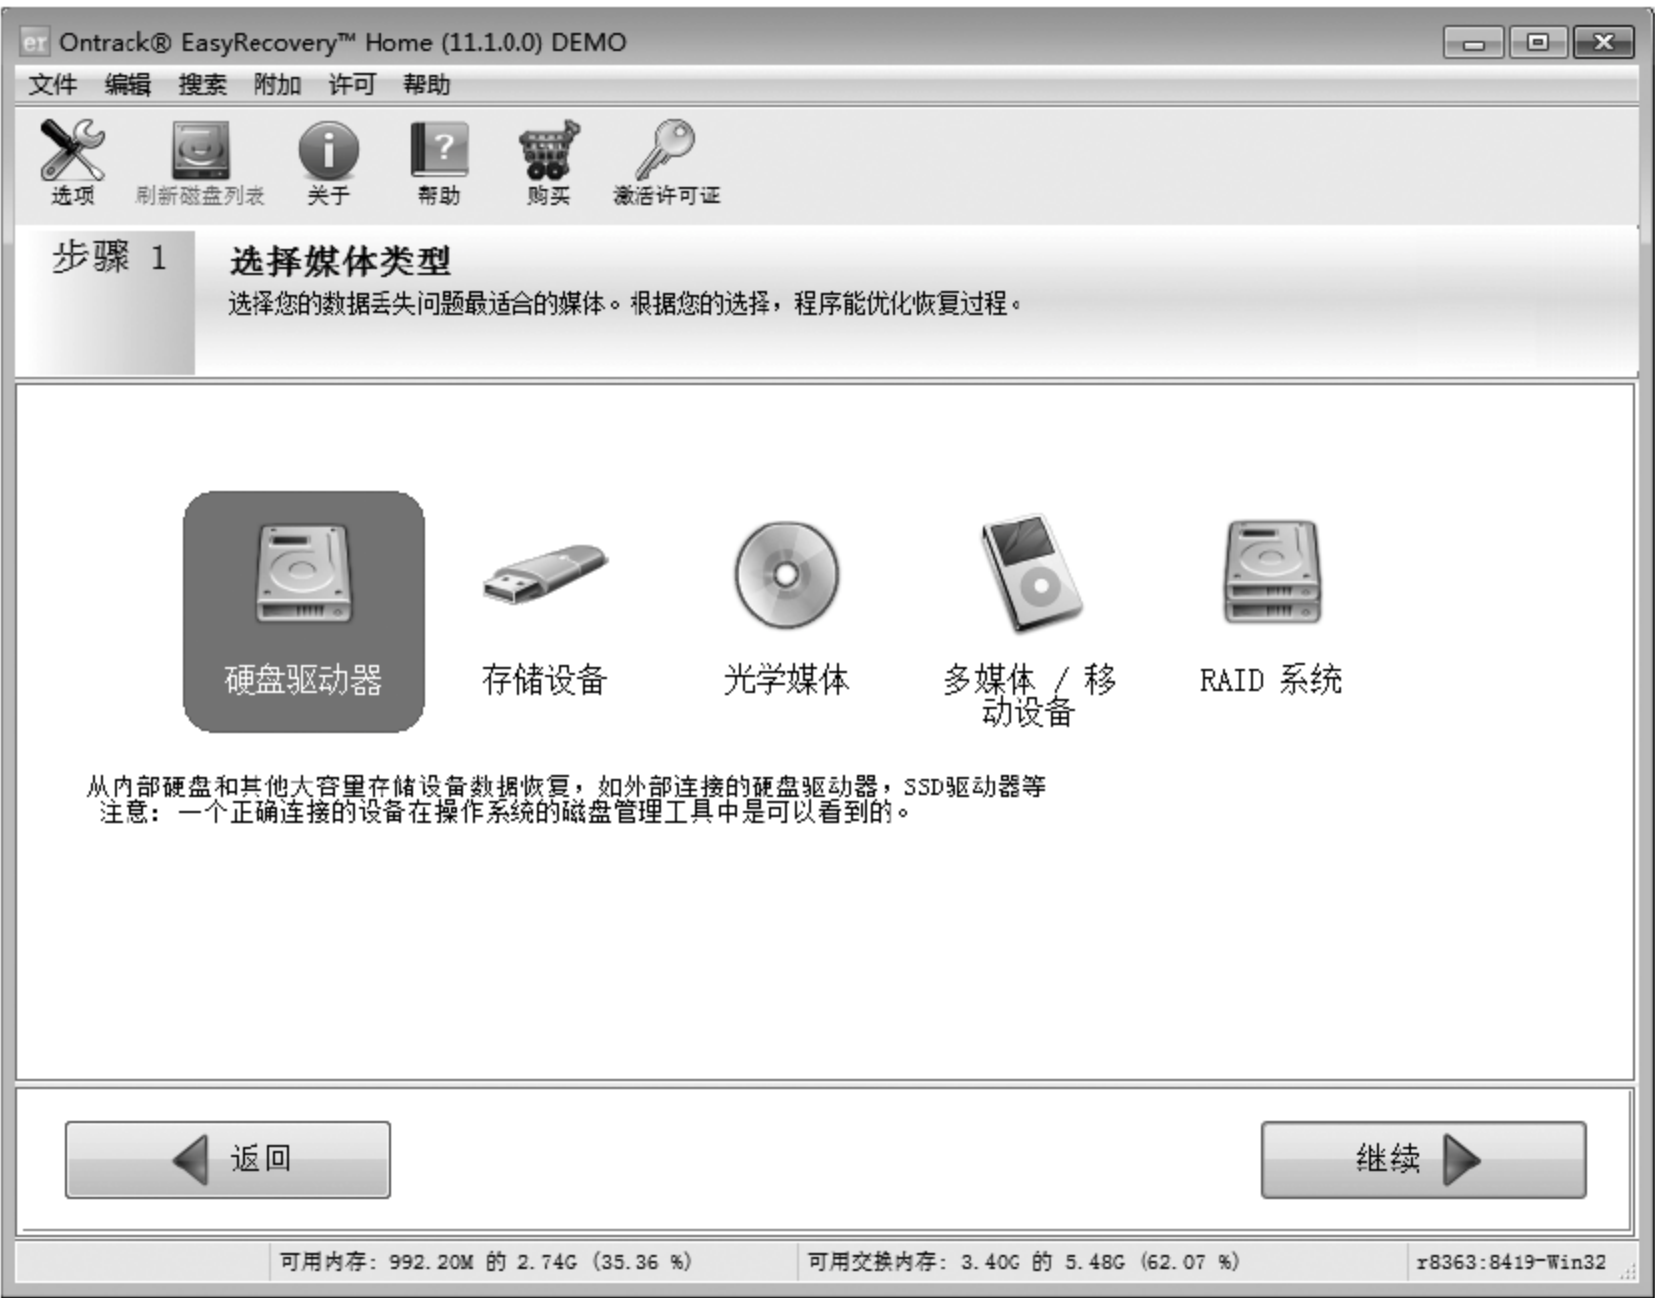 er Ontrack® EasyRecovery™ Home (11.1.0.0) DEMO
文件 编辑 搜索 附加 许可 帮助
选项 刷新磁盘列表 关于 帮助 购买 激活许可证
步骤 1
选择媒体类型
选择您的数据丢失问题最适合的媒体。根据您的选择，程序能优化恢复过程。
硬盘驱动器 存储设备 光学媒体 多媒体 / 移 RAID 系统
动设备
从内部硬盘和其他大容量存储设备数据恢复，如外部连接的硬盘驱动器，SSD驱动器等
注意: 一个正确连接的设备在操作系统的磁盘管理工具中是可以看到的。
返回 继续
可用内存: 992.20M 的 2.74G (35.36 %) 可用交换内存: 3.40G 的 5.48G (62.07 %) r8363:8419-Win32